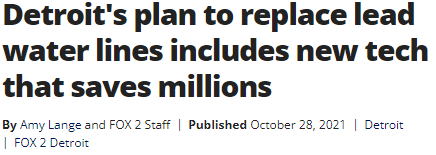 Detroit's plan to replace lead
water lines includes new tech
that saves millions
By Amy Lange and FOX 2 Staff | Published October 28, 2021 | Detroit
| FOX 2 Detroit